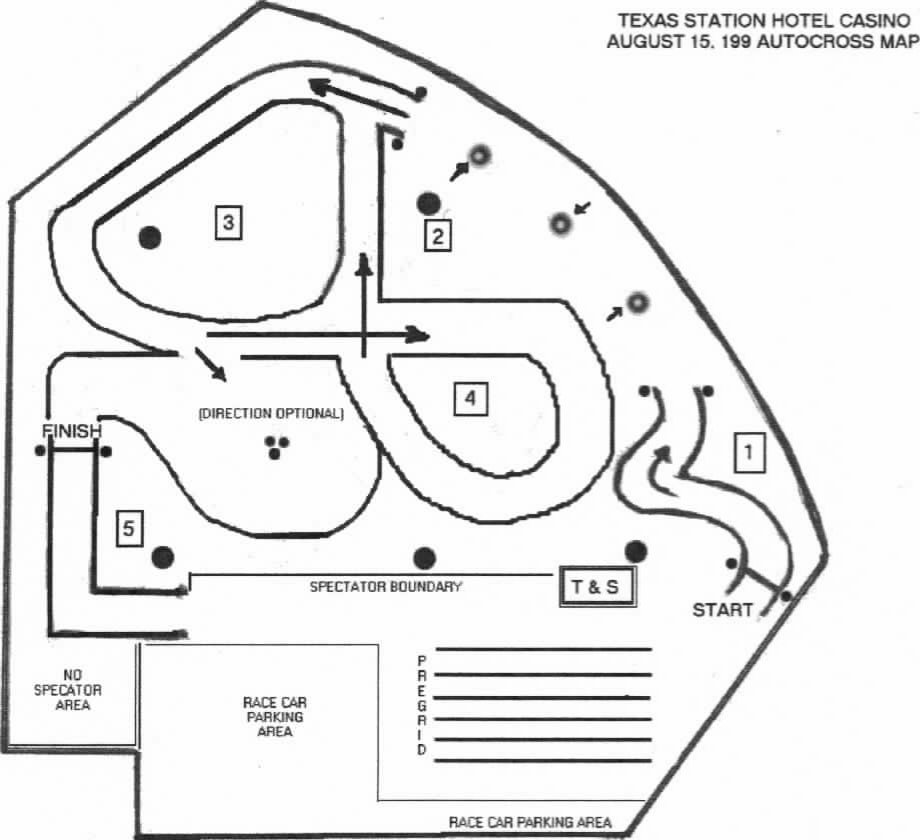 TEXAS STATION HOTEL CASINO
AUGUST 15, 199 AUTOCROSS MAP
3
2
4
(DIRECTION OPTIONAL)
FINISH
1
5
SPECTATOR BOUNDARY
T & S
START
NO
SPECATOR
AREA
RACE CAR
PARKING
AREA
PREGRID
RACE CAR PARKING AREA